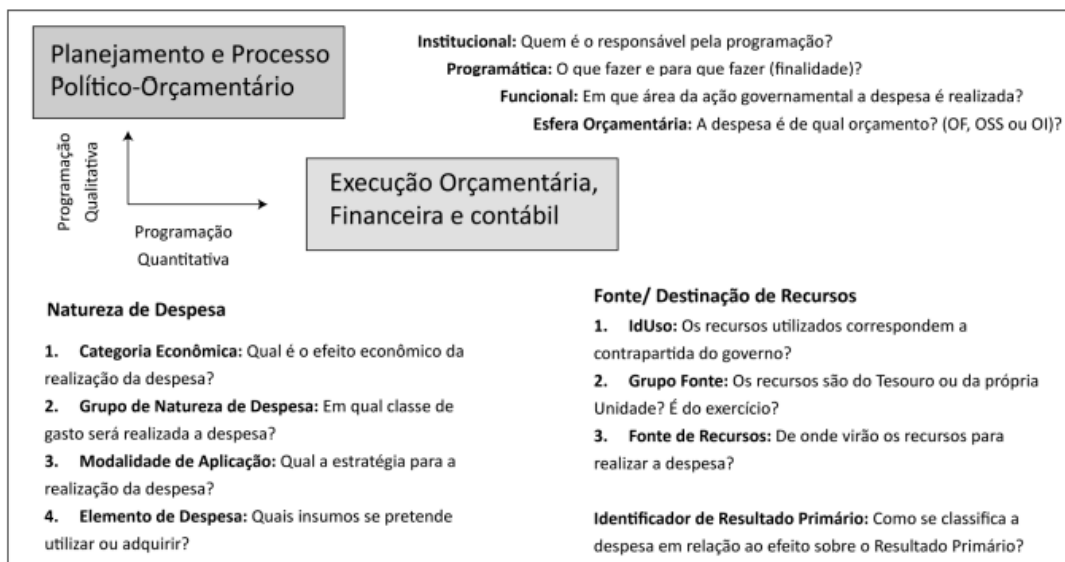 Planejamento e Processo
Político-Orçamentário
Institucional: Quem é o responsável pela programação?
Programática: O que fazer e para que fazer (finalidade)?
Funcional: Em que área da ação governamental a despesa é realizada?
Esfera Orçamentária: A despesa é de qual orçamento? (OF, OSS ou OI)?
Programação
Qualitativa
Programação
Quantitativa
Execução Orçamentária,
Financeira e contábil
Natureza de Despesa
1. Categoria Econômica: Qual é o efeito econômico da
realização da despesa?
2. Grupo de Natureza de Despesa: Em qual classe de
gasto será realizada a despesa?
3. Modalidade de Aplicação: Qual a estratégia para a
realização da despesa?
4. Elemento de Despesa: Quais insumos se pretende
utilizar ou adquirir?
Fonte/ Destinação de Recursos
1. IdUso: Os recursos utilizados correspondem a
contrapartida do governo?
2. Grupo Fonte: Os recursos são do Tesouro ou da própria
Unidade? É do exercício?
3. Fonte de Recursos: De onde virão os recursos para
realizar a despesa?
Identificador de Resultado Primário: Como se classifica a
despesa em relação ao efeito sobre o Resultado Primário?